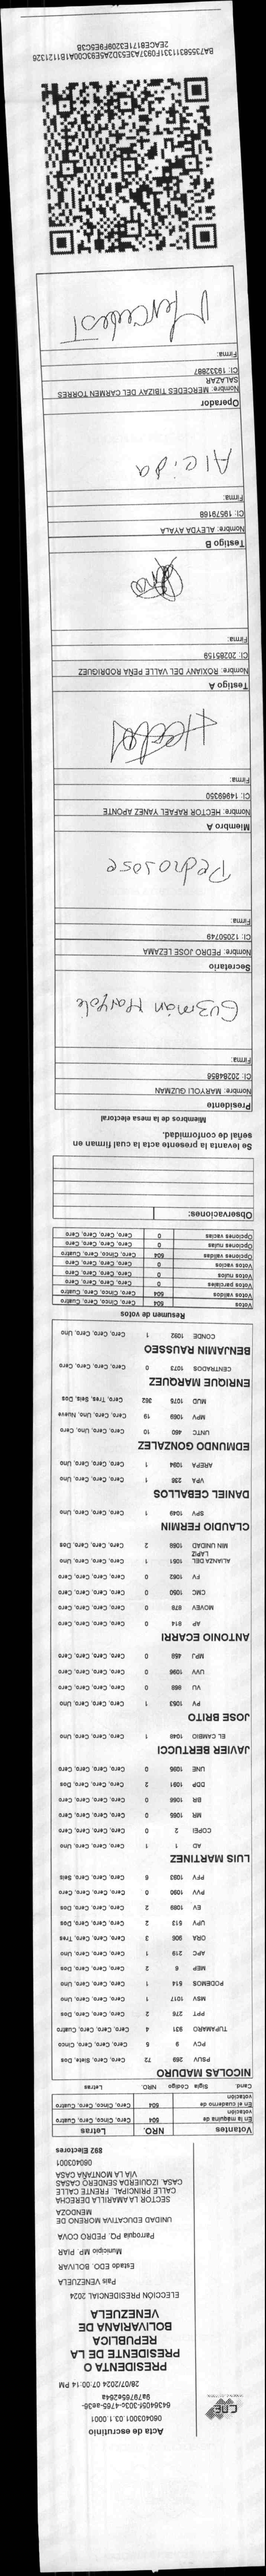 CNE
Acta de escrutinio
060403001.03.1.0001
6436405f-303c-4765-ae36-
9a79765e264a
28/07/2024 07:00:14 PM
PRESIDENTA O
PRESIDENTE DE LA
REPUBLICA
BOLIVARIANA DE
VENEZUELA
ELECCIÓN PRESIDENCIAL 2024
Pais VENEZUELA
Estado EDO. BOLIVAR
Municipio MP. PIAR
Parroquia PQ. PEDRO COVA
UNIDAD EDUCATIVA MORENO DE
MENDOZA
SECTOR LA AMARILLA DERECHA
CALLE PRINCIPAL. FRENTE CALLE
CASA. IZQUIERDA SENDERO CASAS
VÍA LA MONTAÑA CASA
060403001
892 Electores
Votantes NRO. Letras
En la máquina de
votación 504 Cero, Cinco, Cero, Cuatro
En el cuaderno de
votación 504 Cero, Cinco, Cero, Cuatro
Cand. Sigla Código NRO. Letras
NICOLAS MADURO
PSUV 269 72 Cero, Cero, Siete, Dos
PCV 9 5 Cero, Cero, Cero, Cinco
TUPAMARO 931 4 Cero, Cero, Cero, Cuatro
PPT 276 2 Cero, Cero, Cero, Dos
MSV 1017 1 Cero, Cero, Cero, Uno
PODEMOS 514 1 Cero, Cero, Cero, Uno
MEP 6 2 Cero, Cero, Cero, Dos
APC 219 1 Cero, Cero, Cero, Uno
ORA 906 3 Cero, Cero, Cero, Tres
UPV 513 2 Cero, Cero, Cero, Dos
EV 1089 2 Cero, Cero, Cero, Dos
PVV 1090 0 Cero, Cero, Cero, Cero
PFV 1093 6 Cero, Cero, Cero, Seis
LUIS MARTINEZ
AD 1 1 Cero, Cero, Cero, Uno
COPEI 2 0 Cero, Cero, Cero, Cero
MR 1065 0 Cero, Cero, Cero, Cero
BR 1066 0 Cero, Cero, Cero, Cero
DDP 1091 2 Cero, Cero, Cero, Dos
UNE 1095 0 Cero, Cero, Cero, Cero
JAVIER BERTUCCI
EL CAMBIO 1048 1 Cero, Cero, Cero, Uno
JOSE BRITO
PV 1053 1 Cero, Cero, Cero, Uno
VU 868 0 Cero, Cero, Cero, Cero
UVV 1096 0 Cero, Cero, Cero, Cero
MPJ 459 0 Cero, Cero, Cero, Cero
ANTONIO ECARRI
AP 814 0 Cero, Cero, Cero, Cero
MOVEV 978 0 Cero, Cero, Cero, Cero
CMC 1050 0 Cero, Cero, Cero, Cero
FV 1062 0 Cero, Cero, Cero, Cero
ALIANZA DEL
LAPIZ 1051 1 Cero, Cero, Cero, Uno
MIN UNIDAD 1068 2 Cero, Cero, Cero, Dos
CLAUDIO FERMIN
SPV 1049 1 Cero, Cero, Cero, Uno
DANIEL CEBALLOS
VPA 236 1 Cero, Cero, Cero, Uno
AREPA 1094 1 Cero, Cero, Cero, Uno
EDMUNDO GONZALEZ
UNTC 460 10 Cero, Cero, Uno, Cero
MPV 1069 19 Cero, Cero, Uno, Nueve
MUD 1075 362 Cero, Tres, Seis, Dos
ENRIQUE MARQUEZ
CENTRADOS 1073 0 Cero, Cero, Cero, Cero
BENJAMIN RAUSSEO
CONDE 1092 1 Cero, Cero, Cero, Uno
Resumen de votos
Votos 504 Cero, Cinco, Cero, Cuatro
Votos válidos 504 Cero, Cinco, Cero, Cuatro
Votos parciales 0 Cero, Cero, Cero, Cero
Votos nulos 0 Cero, Cero, Cero, Cero
Votos vacios 0 Cero, Cero, Cero, Cero
Opciones validas 504 Cero, Cinco, Cero, Cuatro
Opciones nulas 0 Cero, Cero, Cero, Cero
Opciones vacias 0 Cero, Cero, Cero, Cero
Observaciones:
Se levanta la presente acta la cual firman en
señal de conformidad.
Miembros de la mesa electoral
Presidente
Nombre: MARYOLI GUZMAN
CI: 20284856
Firma:
Guzmán Maryole
Secretario
Nombre: PEDRO JOSE LEZAMA
CI: 12050749
Firma:
Pedro Jose
Miembro A
Nombre: HECTOR RAFAEL YANEZ APONTE
CI: 14969350
Firma:
Hector
Testigo A
Nombre: ROXIANY DEL VALLE PEÑA RODRIGUEZ
CI: 20285159
Firma:
Testigo B
Nombre: ALEYDA AYALA
CI: 19579168
Firma:
Aleida
Operador
Nombre: MERCEDES TIBIZAY DEL CARMEN TORRES
SALAZAR
CI: 19332887
Firma:
Mercedes T
BA73558311331F0937A3E53D2A5E93C00A1B1121326
2EACE8171E3209F9E5C3B